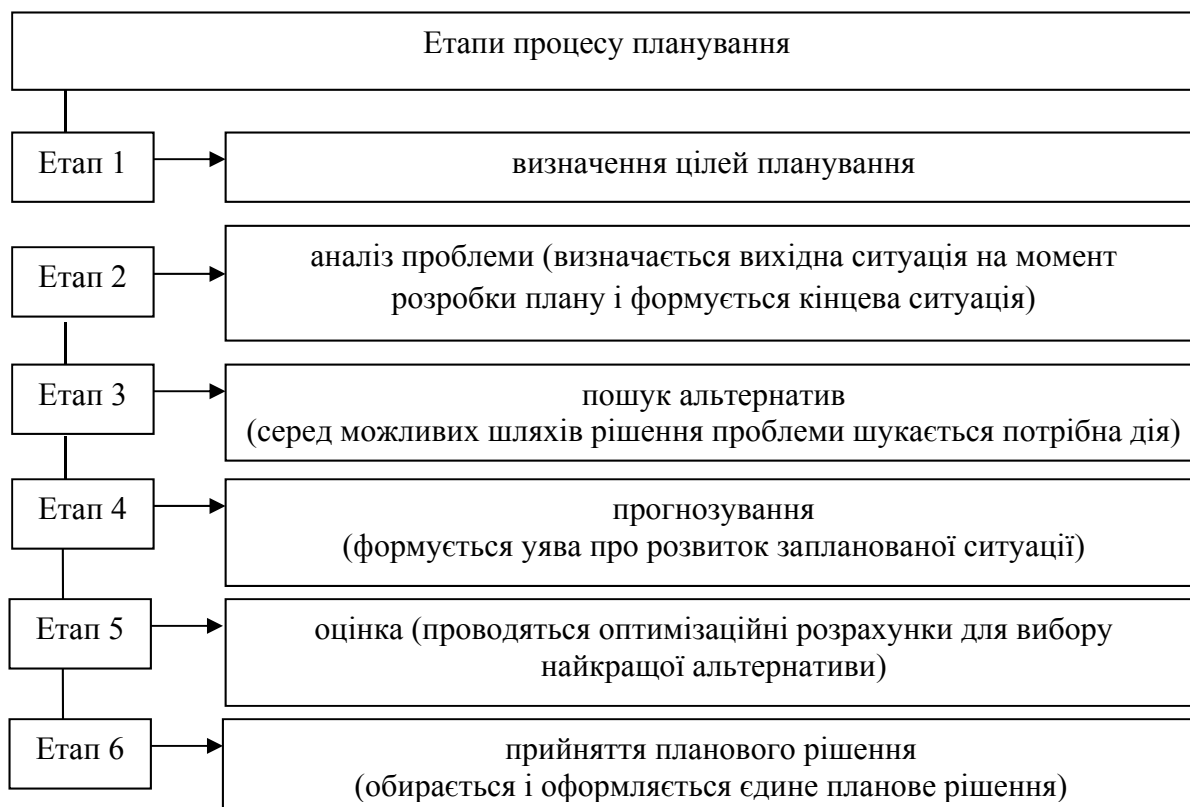 Етапи процесу планування
Етап 1
визначення цілей планування
Етап 2
аналіз проблеми (визначається вихідна ситуація на момент
розробки плану і формується кінцева ситуація)
Етап 3
пошук альтернатив
(серед можливих шляхів рішення проблеми шукається потрібна дія)
Етап 4
прогнозування
(формується уява про розвиток запланованої ситуації)
Етап 5
оцінка (проводяться оптимізаційні розрахунки для вибору
найкращої альтернативи)
Етап 6
прийняття планового рішення
(обирається і оформляється єдине планове рішення)